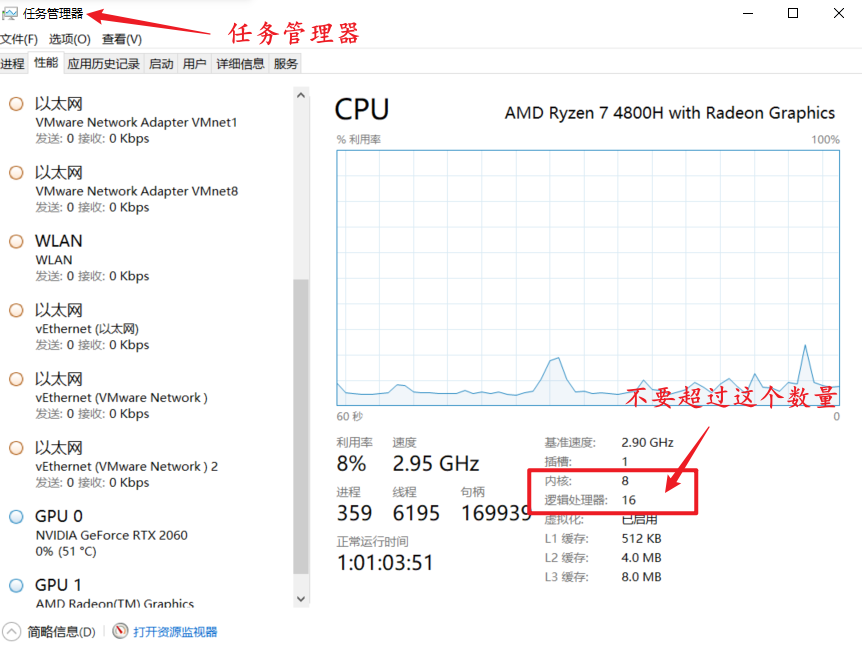 任务管理器
任务管理器
文件(F) 选项(O) 查看(V)
进程 性能 应用历史记录 启动 用户 详细信息 服务
以太网
VMware Network Adapter VMnet1
发送: 0 接收: 0 Kbps
以太网
VMware Network Adapter VMnet8
发送: 0 接收: 0 Kbps
WLAN
WLAN
发送: 0 接收: 0 Kbps
以太网
vEthernet (以太网)
发送: 0 接收: 0 Kbps
以太网
vEthernet (VMware Network )
发送: 0 接收: 0 Kbps
以太网
vEthernet (VMware Network ) 2
发送: 0 接收: 0 Kbps
GPU 0
NVIDIA GeForce RTX 2060
0% (51 °C)
GPU 1
AMD Radeon(TM) Graphics
CPU AMD Ryzen 7 4800H with Radeon Graphics
% 利用率 100%
不要超过这个数量
60 秒 0
利用率 速度
8% 2.95 GHz
进程 线程 句柄
359 6195 169939
正常运行时间
1:01:03:51
基准速度: 2.90 GHz
插槽: 1
内核: 8
逻辑处理器: 16
虚拟化: 已启用
L1 缓存: 512 KB
L2 缓存: 4.0 MB
L3 缓存: 8.0 MB
简略信息(D) 打开资源监视器